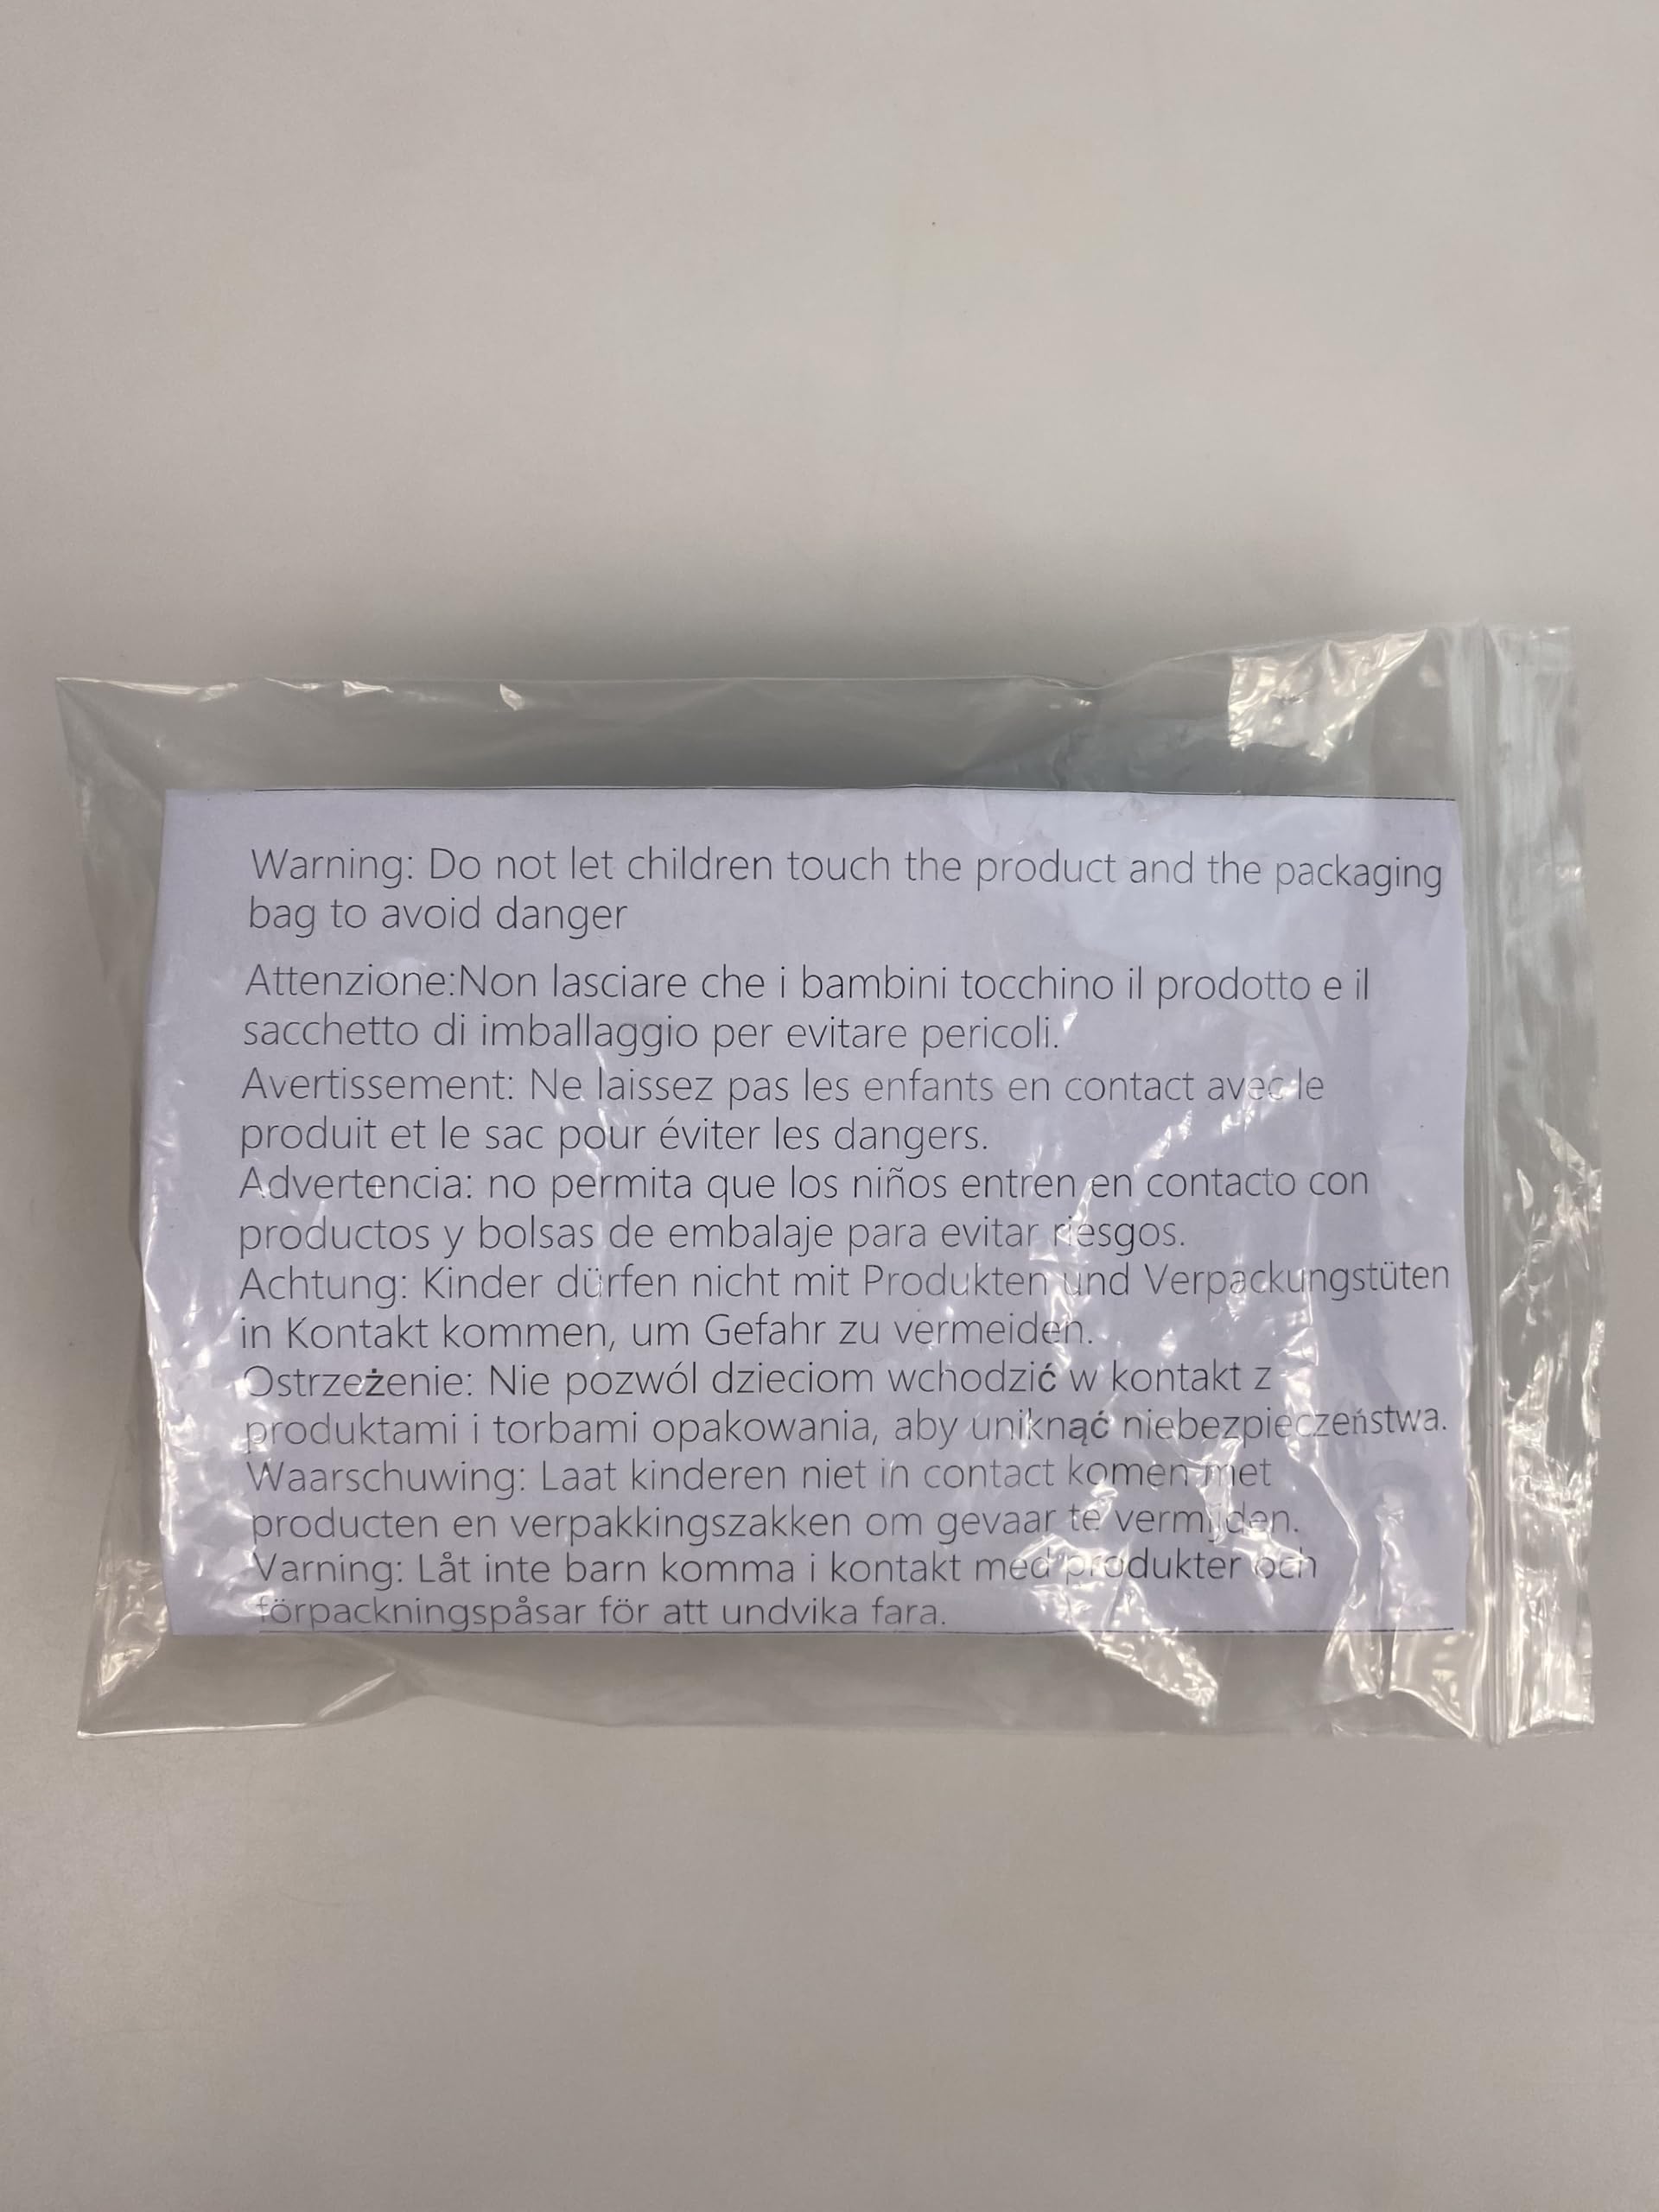 Warning: Do not let children touch the product and the packaging
bag to avoid danger
Attenzione:Non lasciare che i bambini tocchino il prodotto e il
sacchetto di imballaggio per evitare pericoli.
Avertissement: Ne laissez pas les enfants en contact avec le
produit et le sac pour éviter les dangers.
Advertencia: no permita que los niños entren en contacto con
productos y bolsas de embalaje para evitar riesgos.
Achtung: Kinder dürfen nicht mit Produkten und Verpackungstüten
in Kontakt kommen, um Gefahr zu vermeiden.
Ostrzeżenie: Nie pozwól dzieciom wchodzić w kontakt z
produktami i torbami opakowania, aby uniknąć niebezpieczeństwa.
Waarschuwing: Laat kinderen niet in contact komen met
producten en verpakkingszakken om gevaar te vermijden.
Varning: Låt inte barn komma i kontakt med produkter och
förpackningspåsar för att undvika fara.